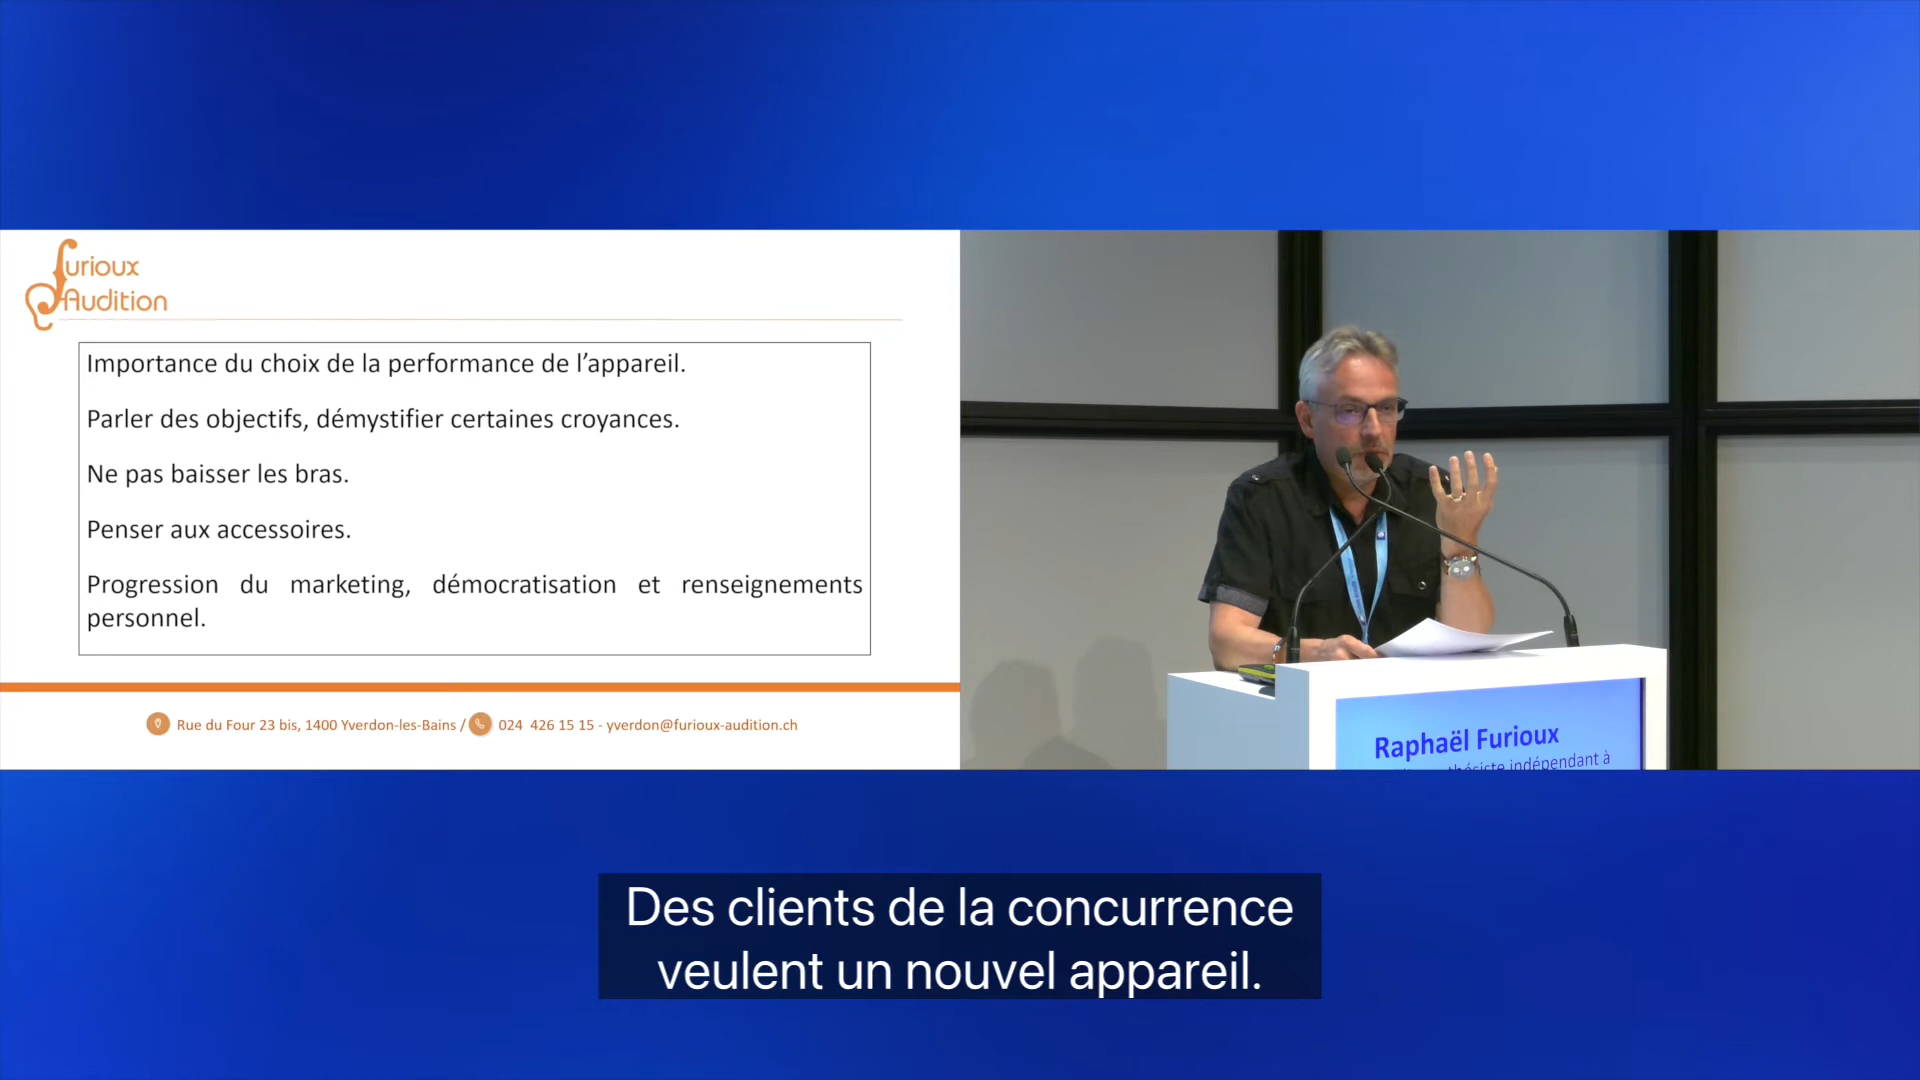 Furioux
Audition
Importance du choix de la performance de l’appareil.
Parler des objectifs, démystifier certaines croyances.
Ne pas baisser les bras.
Penser aux accessoires.
Progression du marketing, démocratisation et renseignements
personnel.
Rue du Four 23 bis, 1400 Yverdon-les-Bains / 024 426 15 15 - yverdon@furioux-audition.ch
Raphaël Furioux
indépendant à
Des clients de la concurrence
veulent un nouvel appareil.